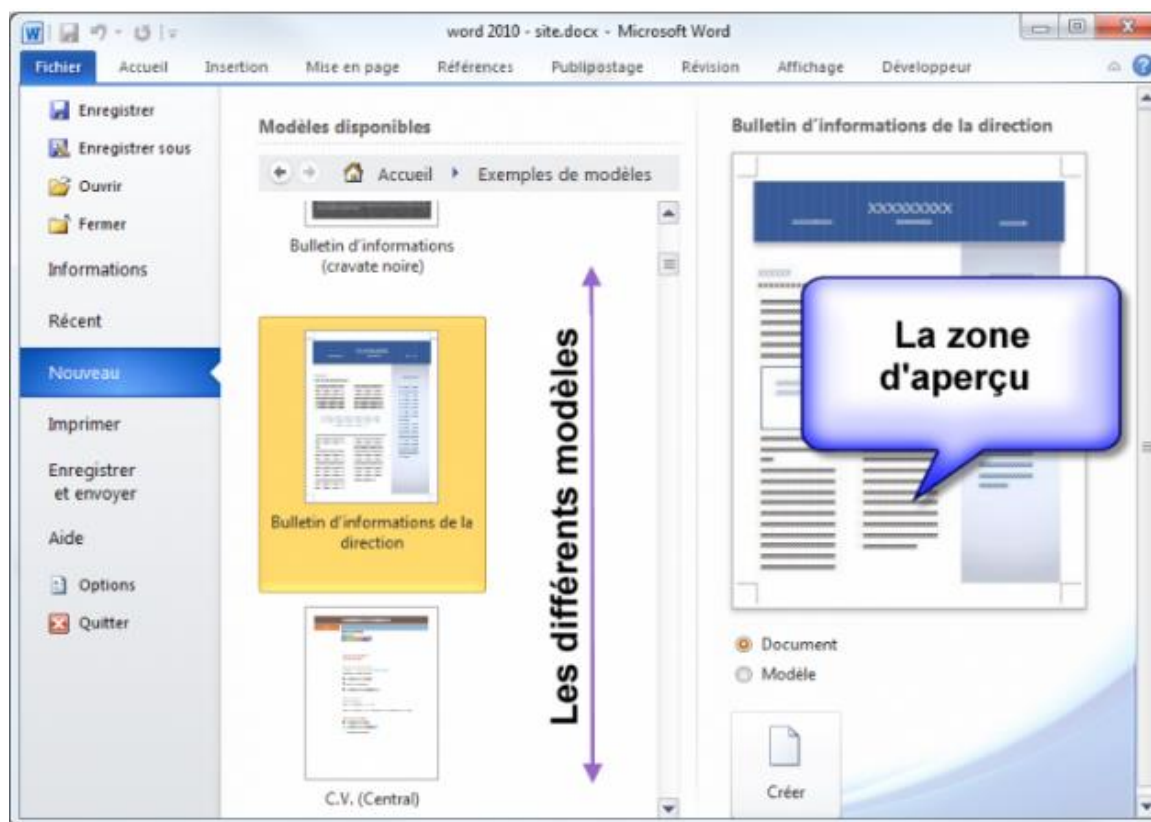 word 2010 - site.docx - Microsoft Word
Fichier Accueil Insertion Mise en page Références Publipostage Révision Affichage Développeur
Enregistrer
Enregistrer sous
Ouvrir
Fermer
Informations
Récent
Nouveau
Imprimer
Enregistrer
et envoyer
Aide
Options
Quitter
Modèles disponibles
Accueil Exemples de modèles
Bulletin d'informations
(cravate noire)
Bulletin d'informations de la
direction
C.V. (Central)
Les différents modèles
Bulletin d'informations de la direction
La zone
d'aperçu
Document
Modèle
Créer